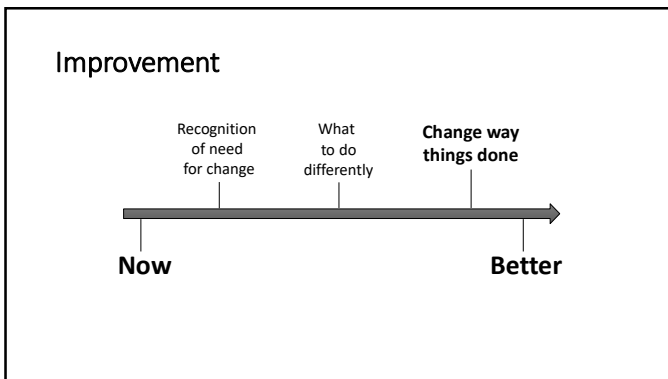 Improvement
Recognition
of need
for change
What
to do
differently
Change way
things done
Now
Better